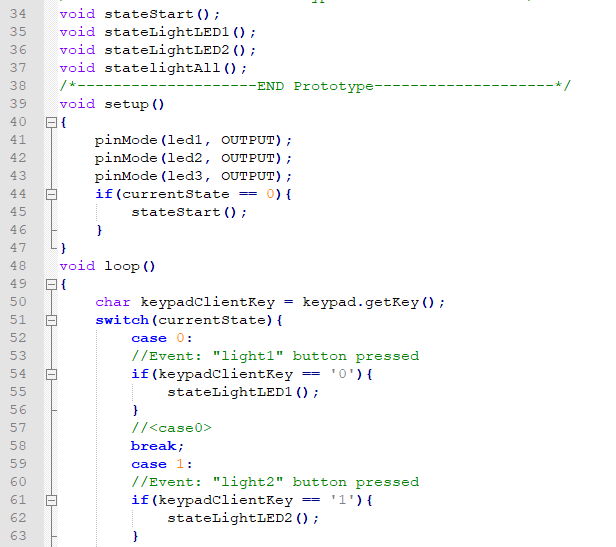 34 void stateStart();
35 void stateLightLED1();
36 void stateLightLED2();
37 void statelightAll();
38 /*--------------------END Prototype--------------------*/
39 void setup()
40 {
41     pinMode(led1, OUTPUT);
42     pinMode(led2, OUTPUT);
43     pinMode(led3, OUTPUT);
44     if(currentState == 0){
45         stateStart();
46     }
47 }
48 void loop()
49 {
50     char keypadClientKey = keypad.getKey();
51     switch(currentState){
52         case 0:
53         //Event: "light1" button pressed
54         if(keypadClientKey == '0'){
55             stateLightLED1();
56         }
57         //<case0>
58         break;
59         case 1:
60         //Event: "light2" button pressed
61         if(keypadClientKey == '1'){
62             stateLightLED2();
63         }